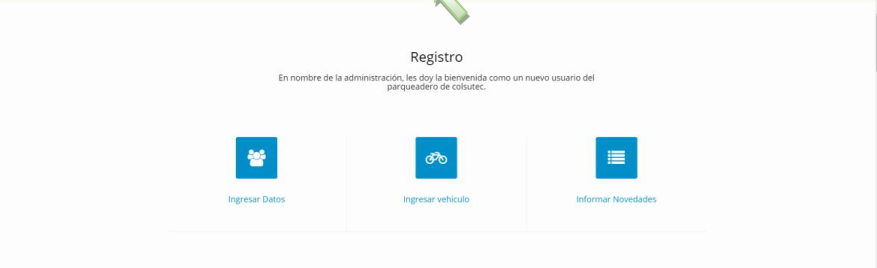 Registro
En nombre de la administración, les doy la bienvenida como un nuevo usuario del
parqueadero de colsutec.
Ingresar Datos
Ingresar vehiculo
Informar Novedades